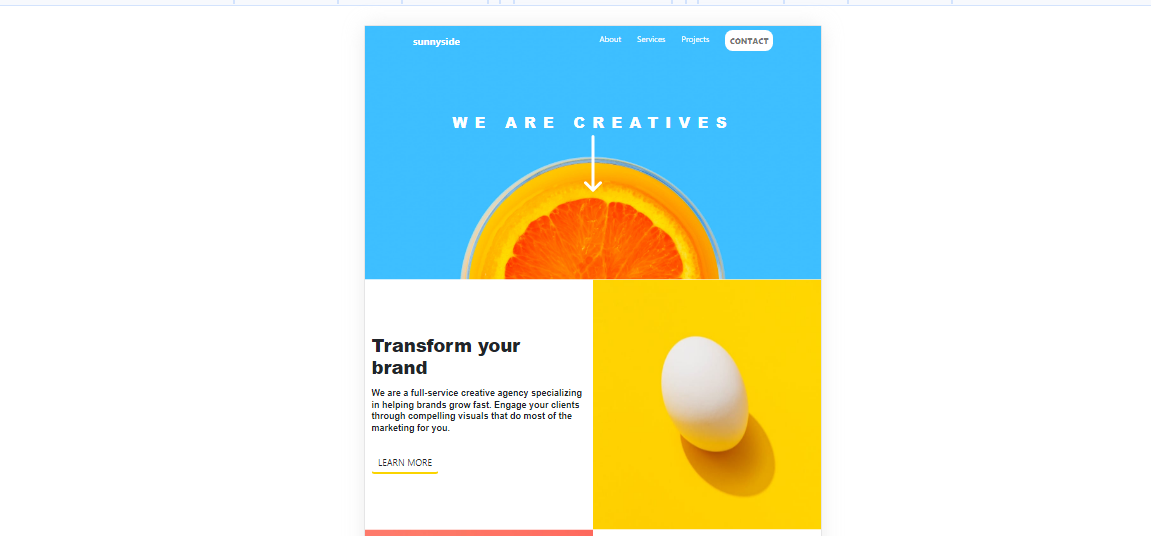 sunnyside
About Services Projects CONTACT
WE ARE CREATIVES
Transform your
brand
We are a full-service creative agency specializing
in helping brands grow fast. Engage your clients
through compelling visuals that do most of the
marketing for you.
LEARN MORE